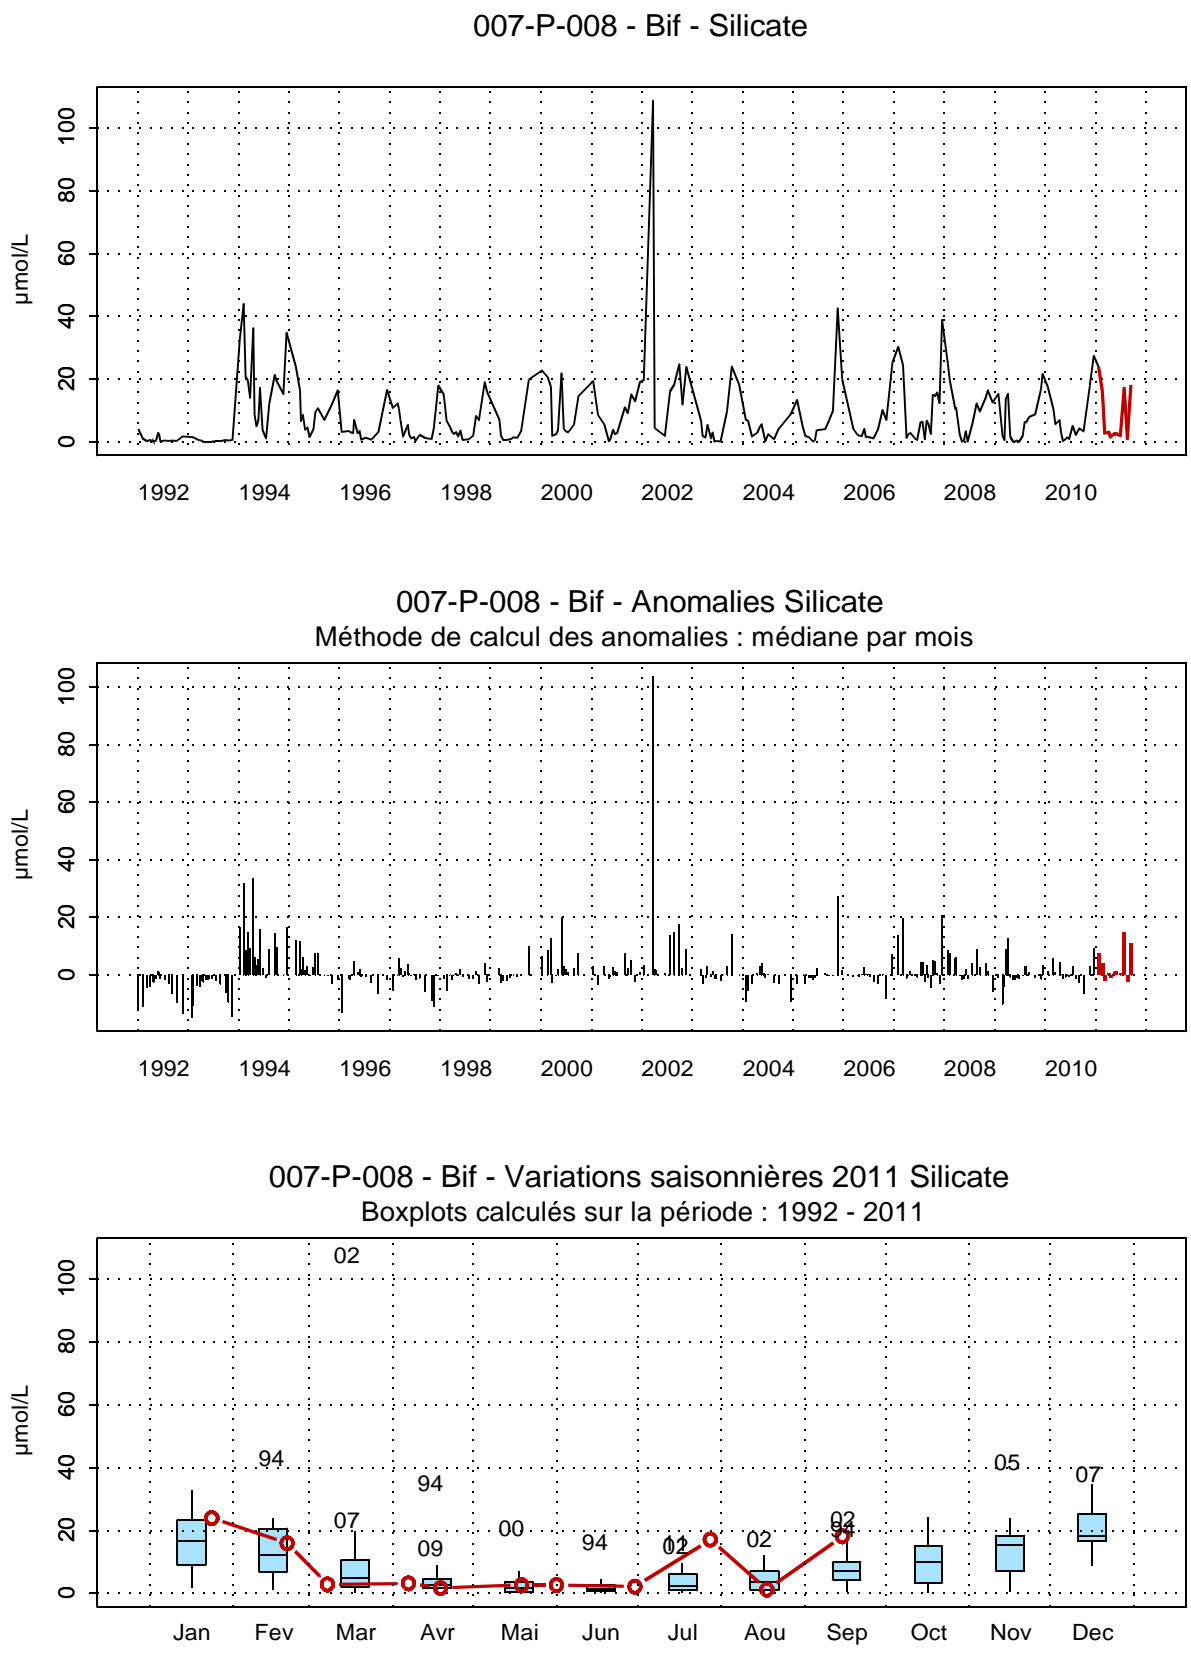 007-P-008 - Bif - Silicate
100
80
60
40
20
0
µmol/L
1992 1994 1996 1998 2000 2002 2004 2006 2008 2010
007-P-008 - Bif - Anomalies Silicate
Méthode de calcul des anomalies : médiane par mois
100
80
60
40
20
0
µmol/L
1992 1994 1996 1998 2000 2002 2004 2006 2008 2010
007-P-008 - Bif - Variations saisonnières 2011 Silicate
Boxplots calculés sur la période : 1992 - 2011
100
80
60
40
20
0
µmol/L
02
94
07
94
09
00
94
11
02
02
02
94
05
07
Jan Fev Mar Avr Mai Jun Jul Aou Sep Oct Nov Dec